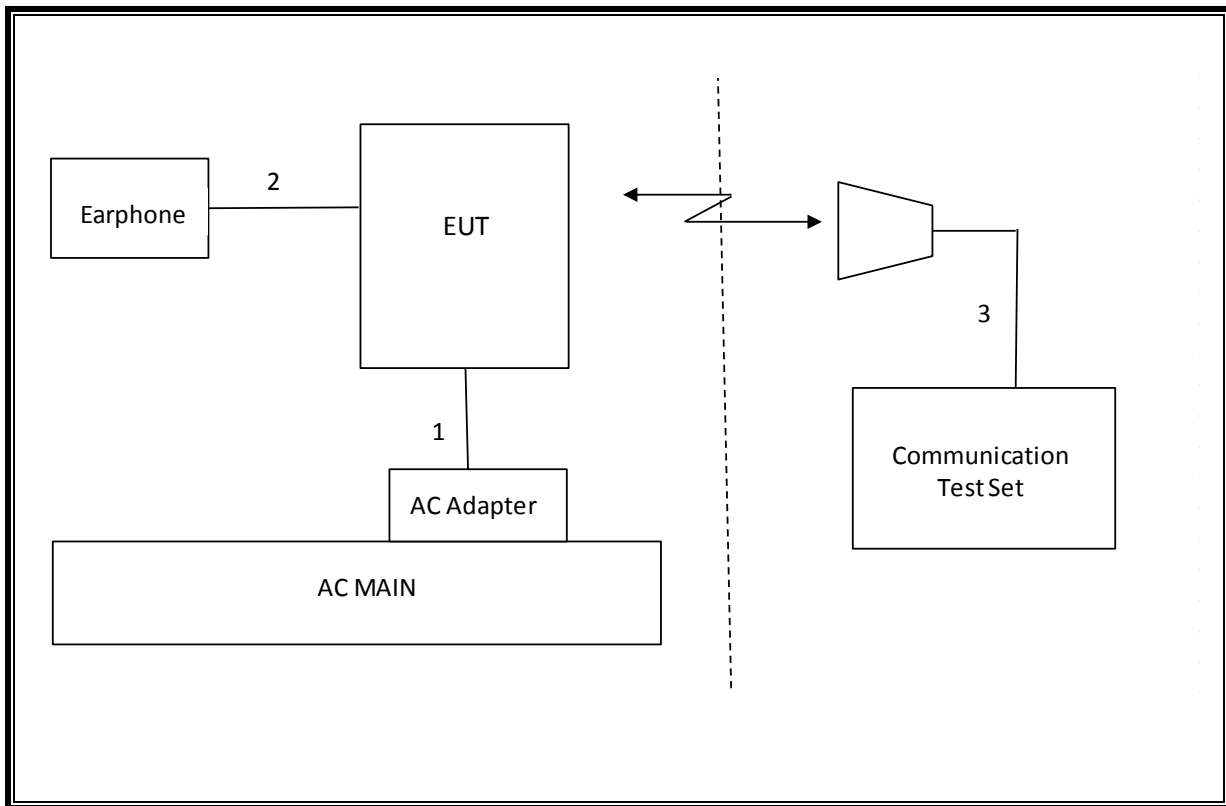 2
Earphone
EUT
3
1
Communication
Test Set
AC Adapter
AC MAIN